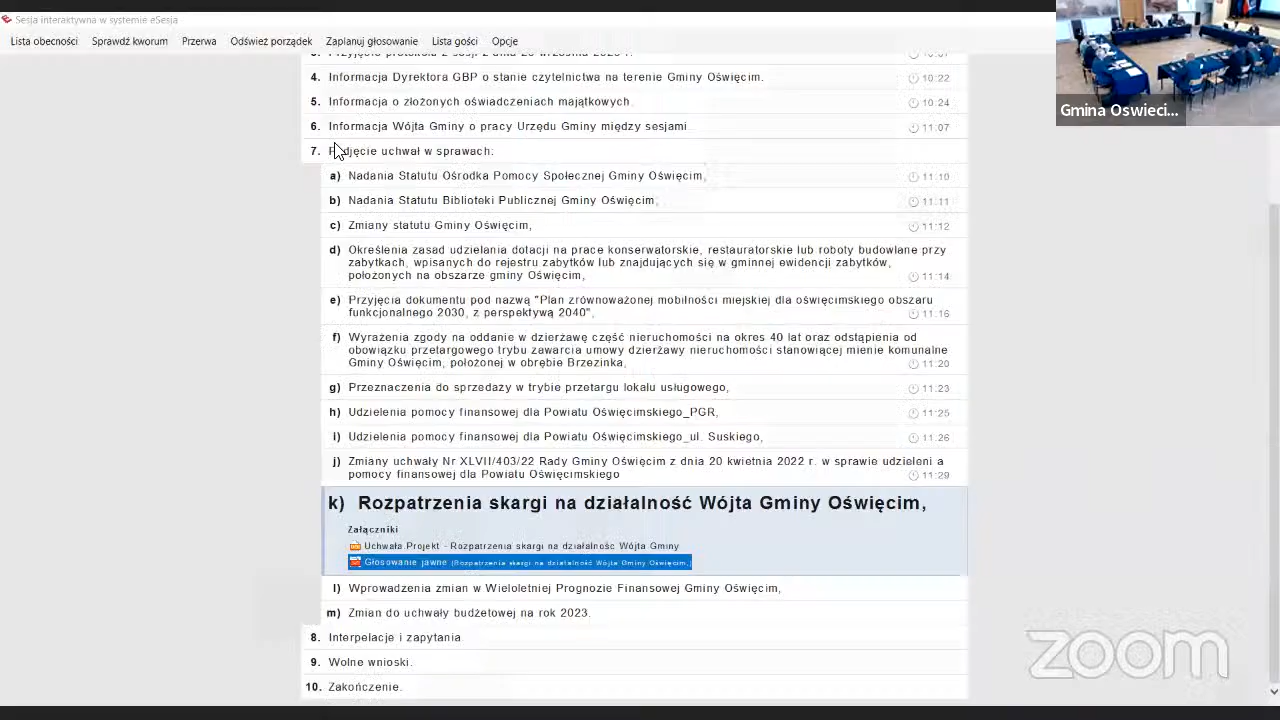 Sesja interaktywna w systemie eSesja
Lista obecności Sprawdź kworum Przerwa Odśwież porządek Zaplanuj głosowanie Lista gości Opcje
Gmina Oswieci...
4. Informacja Dyrektora GBP o stanie czytelnictwa na terenie Gminy Oświęcim. 10:22
5. Informacja o złożonych oświadczeniach majątkowych. 10:24
6. Informacja Wójta Gminy o pracy Urzędu Gminy między sesjami 11:07
7. Podjęcie uchwał w sprawach:
a) Nadania Statutu Ośrodka Pomocy Społecznej Gminy Oświęcim, 11:10
b) Nadania Statutu Biblioteki Publicznej Gminy Oświęcim, 11:11
c) Zmiany statutu Gminy Oświęcim, 11:12
d) Określenia zasad udzielania dotacji na prace konserwatorskie, restauratorskie lub roboty budowlane przy
zabytkach, wpisanych do rejestru zabytków lub znajdujących się w gminnej ewidencji zabytków,
położonych na obszarze gminy Oświęcim, 11:14
e) Przyjęcia dokumentu pod nazwą "Plan zrównoważonej mobilności miejskiej dla oświęcimskiego obszaru
funkcjonalnego 2030, z perspektywą 2040", 11:16
f) Wyrażenia zgody na oddanie w dzierżawę część nieruchomości na okres 40 lat oraz odstąpienia od
obowiązku przetargowego trybu zawarcia umowy dzierżawy nieruchomości stanowiącej mienie komunalne
Gminy Oświęcim, położonej w obrębie Brzezinka, 11:20
g) Przeznaczenia do sprzedaży w trybie przetargu lokalu usługowego, 11:23
h) Udzielenia pomocy finansowej dla Powiatu Oświęcimskiego_PGR, 11:25
i) Udzielenia pomocy finansowej dla Powiatu Oświęcimskiego_ul. Suskiego, 11:26
j) Zmiany uchwały Nr XLVII/403/22 Rady Gminy Oświęcim z dnia 20 kwietnia 2022 r. w sprawie udzieleni a
pomocy finansowej dla Powiatu Oświęcimskiego 11:29
k) Rozpatrzenia skargi na działalność Wójta Gminy Oświęcim,
Załączniki
Uchwała.Projekt - Rozpatrzenia skargi na działalność Wójta Gminy
Głosowanie jawne (Rozpatrzenia skargi na działalność Wójta Gminy Oświęcim,)
l) Wprowadzenia zmian w Wieloletniej Prognozie Finansowej Gminy Oświęcim,
m) Zmian do uchwały budżetowej na rok 2023.
8. Interpelacje i zapytania
9. Wolne wnioski.
10. Zakończenie.
zoom